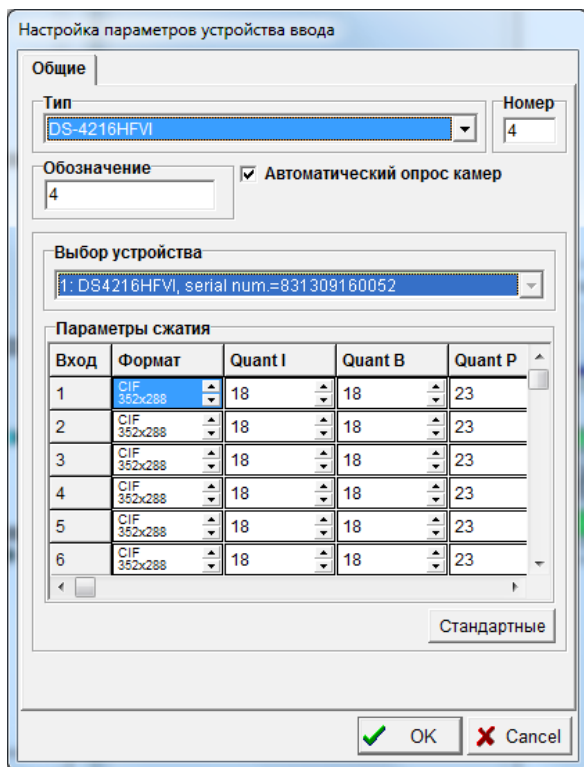 Настройка параметров устройства ввода
Общие
Тип Номер
DS-4216HFVI 4
Обозначение
4
Автоматический опрос камер
Выбор устройства
1: DS4216HFVI, serial num.=831309160052
Параметры сжатия
Вход Формат Quant I Quant B Quant P
1 CIF 352x288 18 18 23
2 CIF 352x288 18 18 23
3 CIF 352x288 18 18 23
4 CIF 352x288 18 18 23
5 CIF 352x288 18 18 23
6 CIF 352x288 18 18 23
Стандартные
OK Cancel